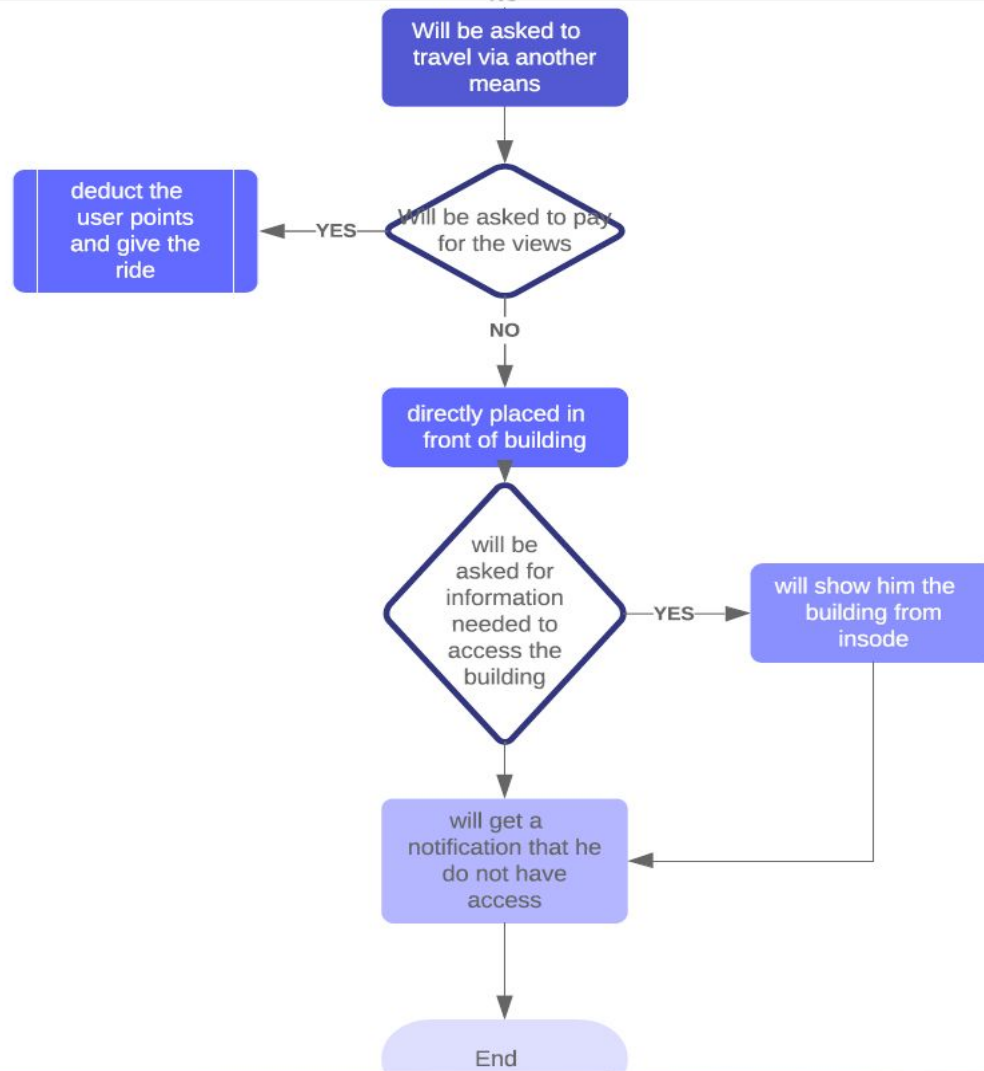 Will be asked to
travel via another
means
Will be asked to pay
for the views
YES
deduct the
user points
and give the
ride
NO
directly placed in
front of building
will be
asked for
information
needed to
access the
building
YES
will show him the
building from
insode
will get a
notification that he
do not have
access
End